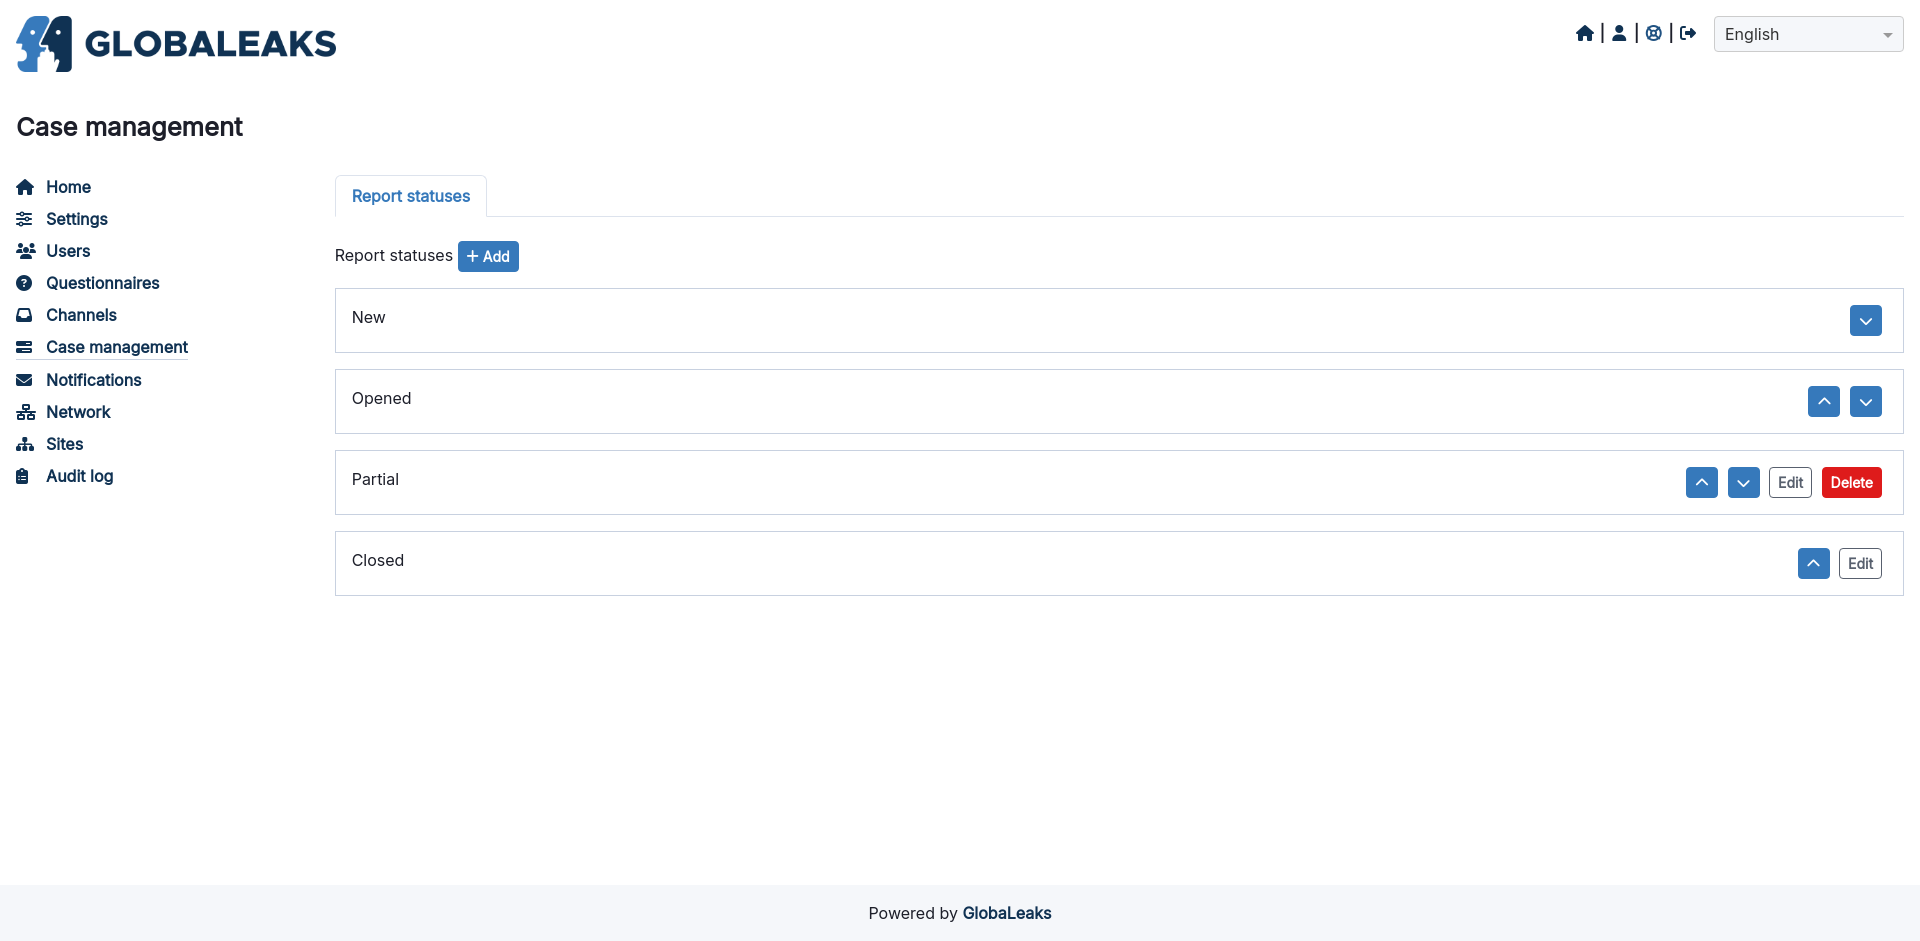 GLOBALEAKS
| | |
English
Case management
Home
Settings
Users
Questionnaires
Channels
Case management
Notifications
Network
Sites
Audit log
Report statuses
Report statuses + Add
New
Opened
Partial
Edit
Delete
Closed
Edit
Powered by GlobaLeaks